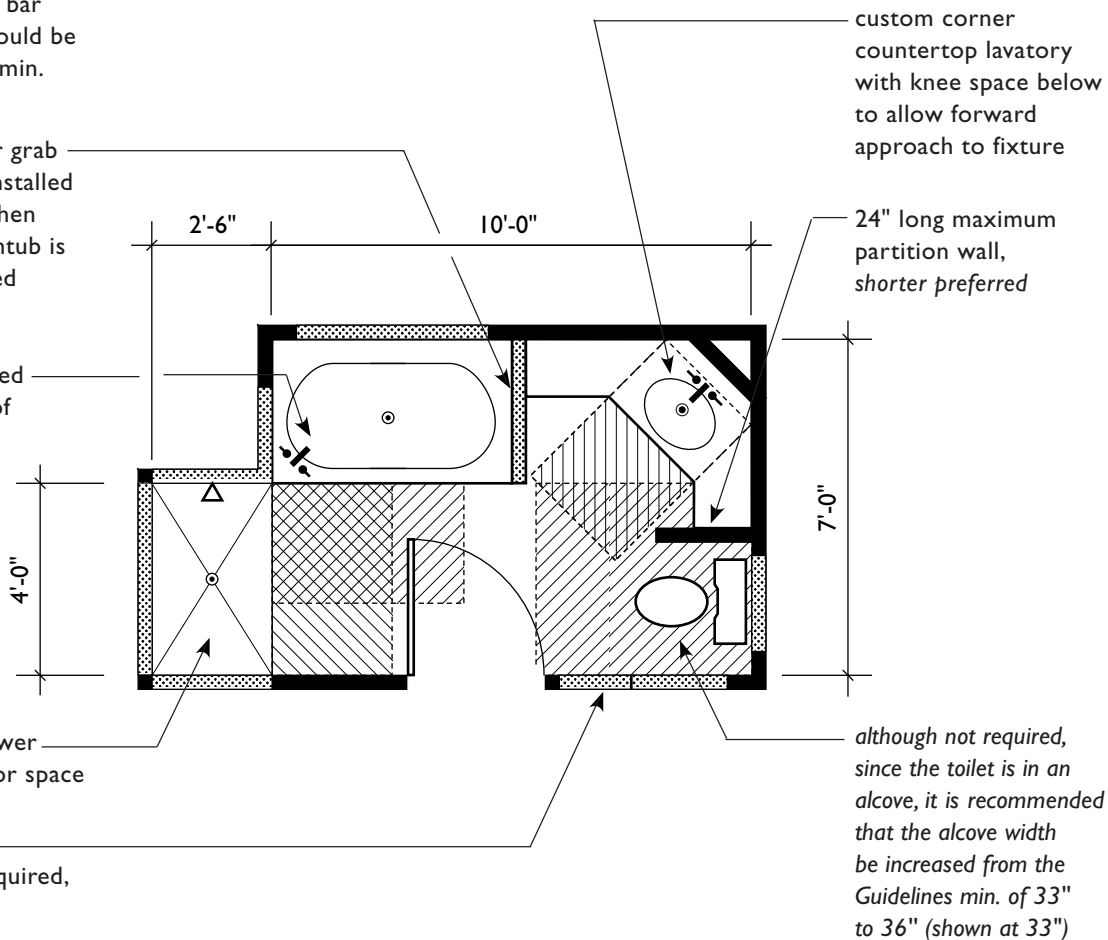 bar
ould be
min.
r grab
nstalled
hen
ntub is
ed
ed
of
wer
or space
quired,
custom corner
countertop lavatory
with knee space below
to allow forward
approach to fixture
24" long maximum
partition wall,
shorter preferred
2'-6"
10'-0"
4'-0"
7'-0"
although not required,
since the toilet is in an
alcove, it is recommended
that the alcove width
be increased from the
Guidelines min. of 33"
to 36" (shown at 33")